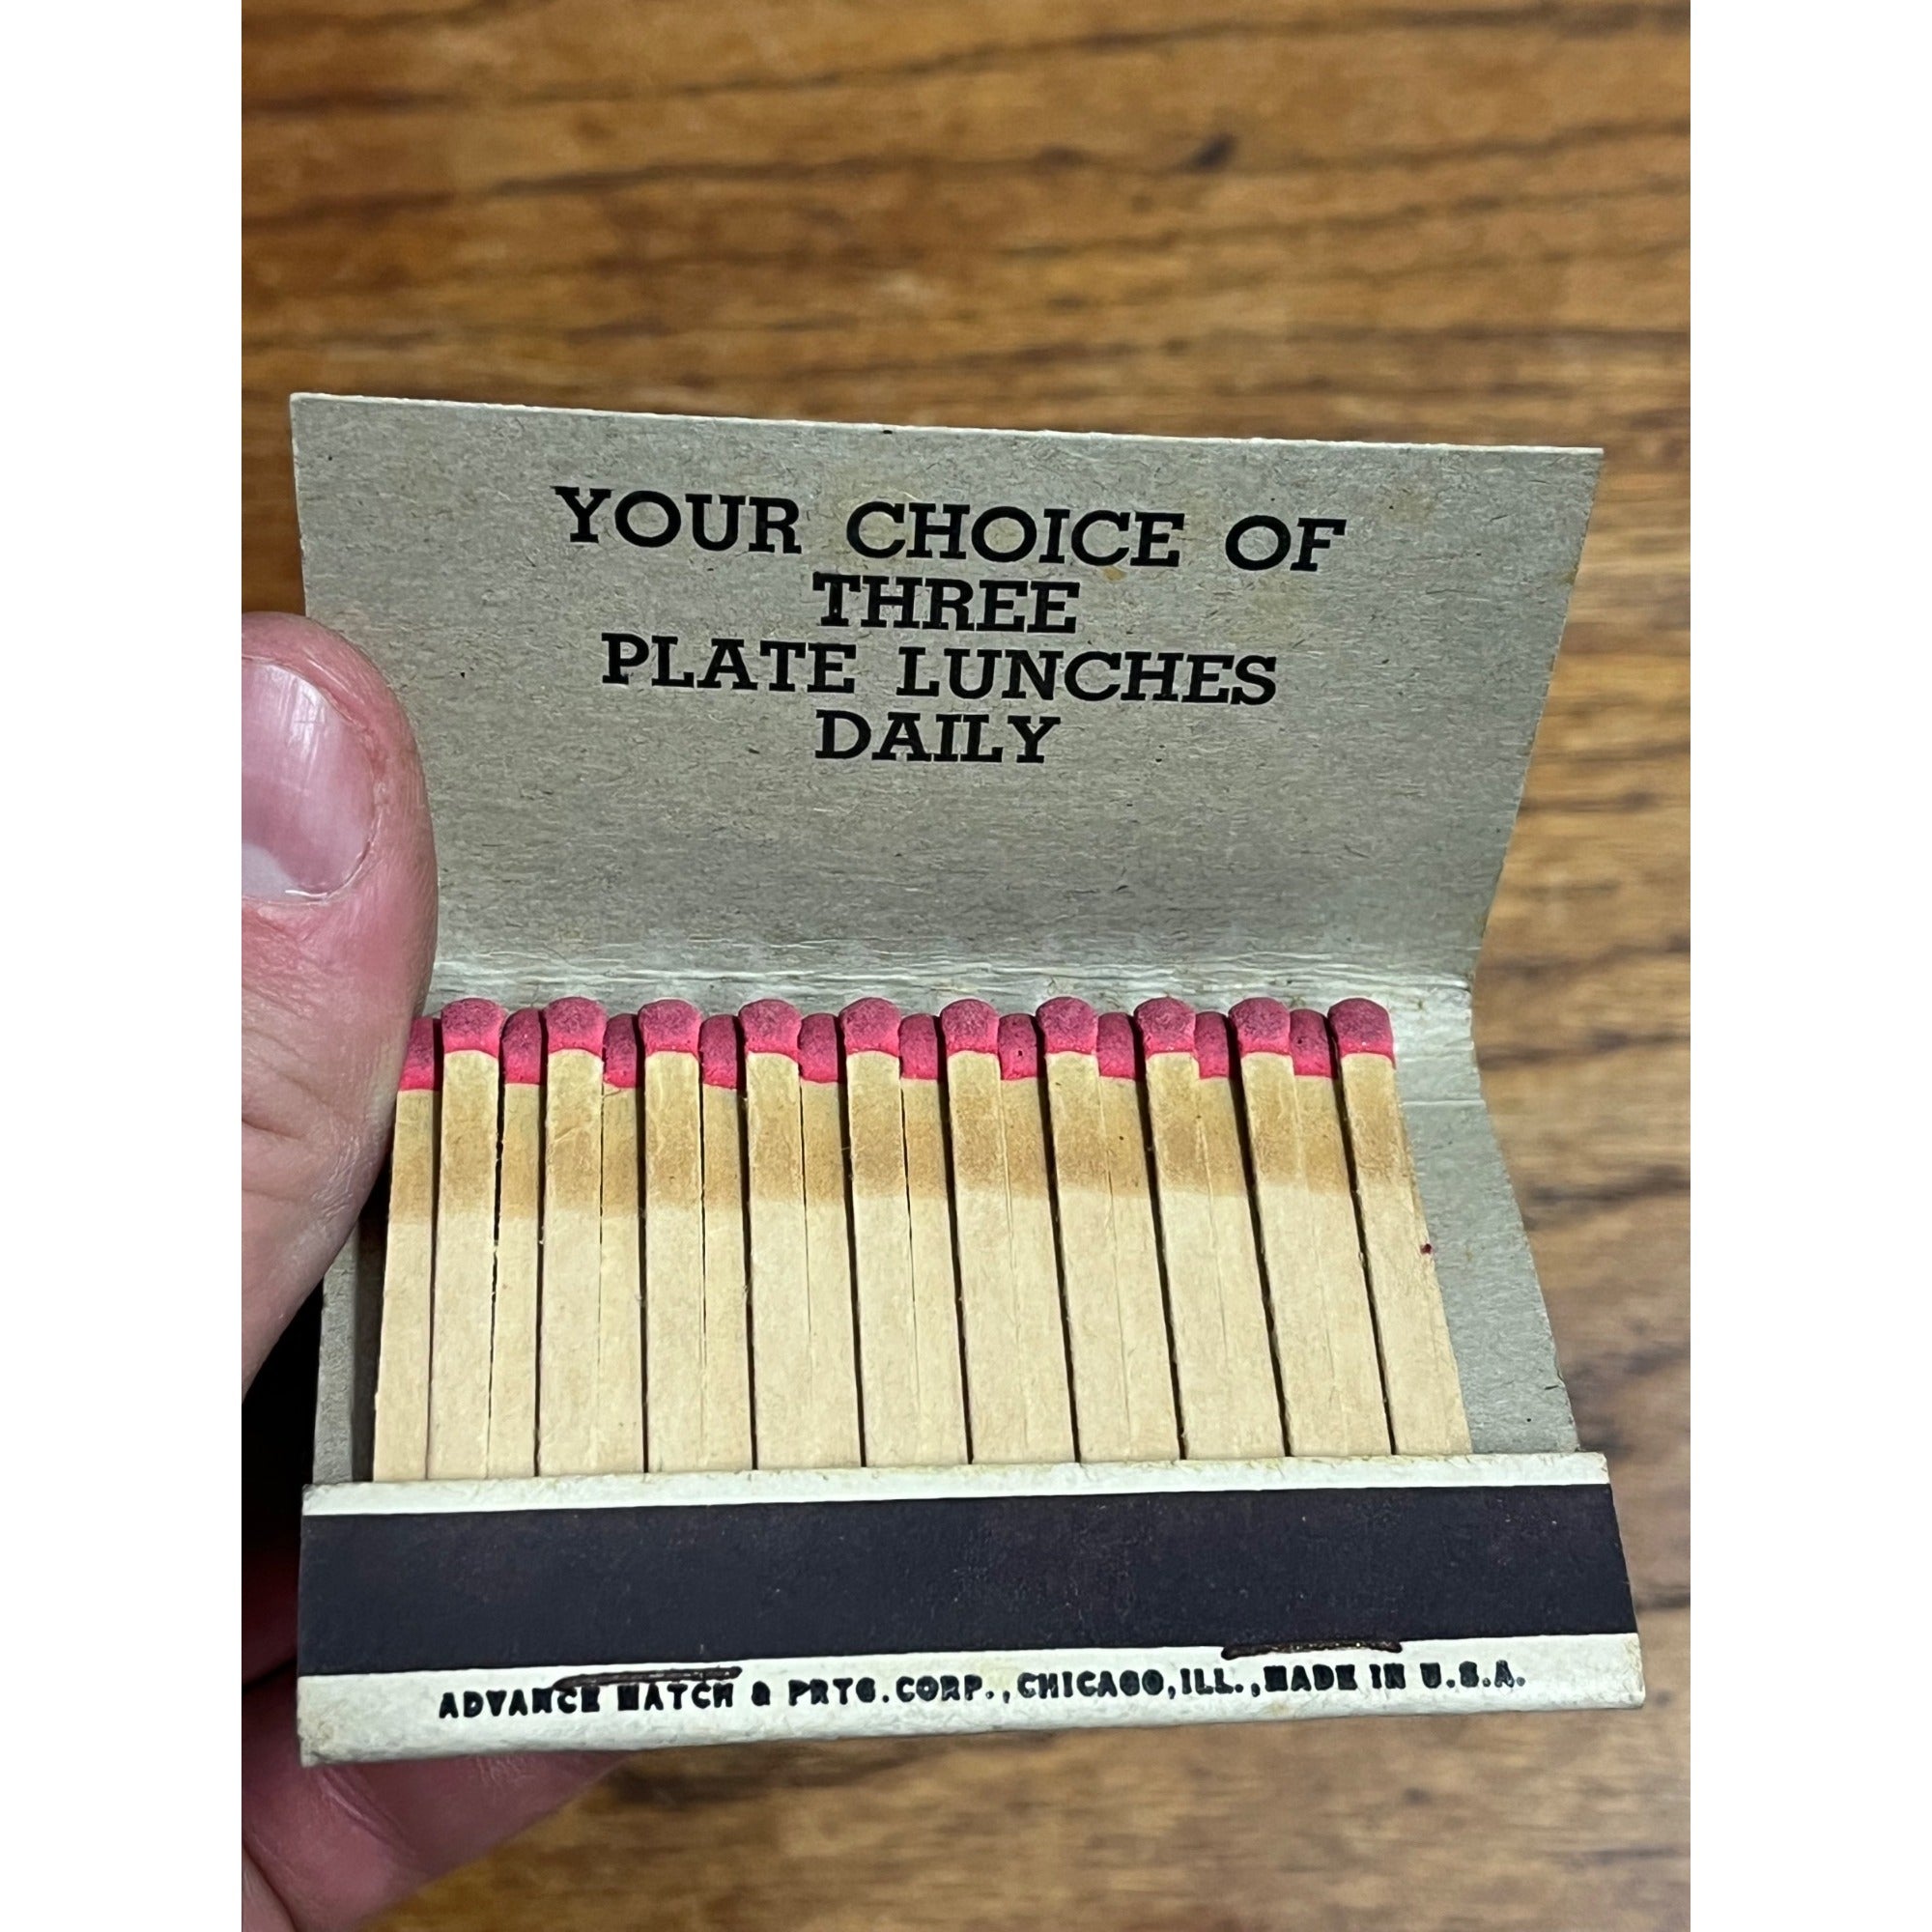 YOUR CHOICE OF
THREE
PLATE LUNCHES
DAILY
ADVANCE MATCH & PRTG. CORP., CHICAGO, ILL., MADE IN U.S.A.